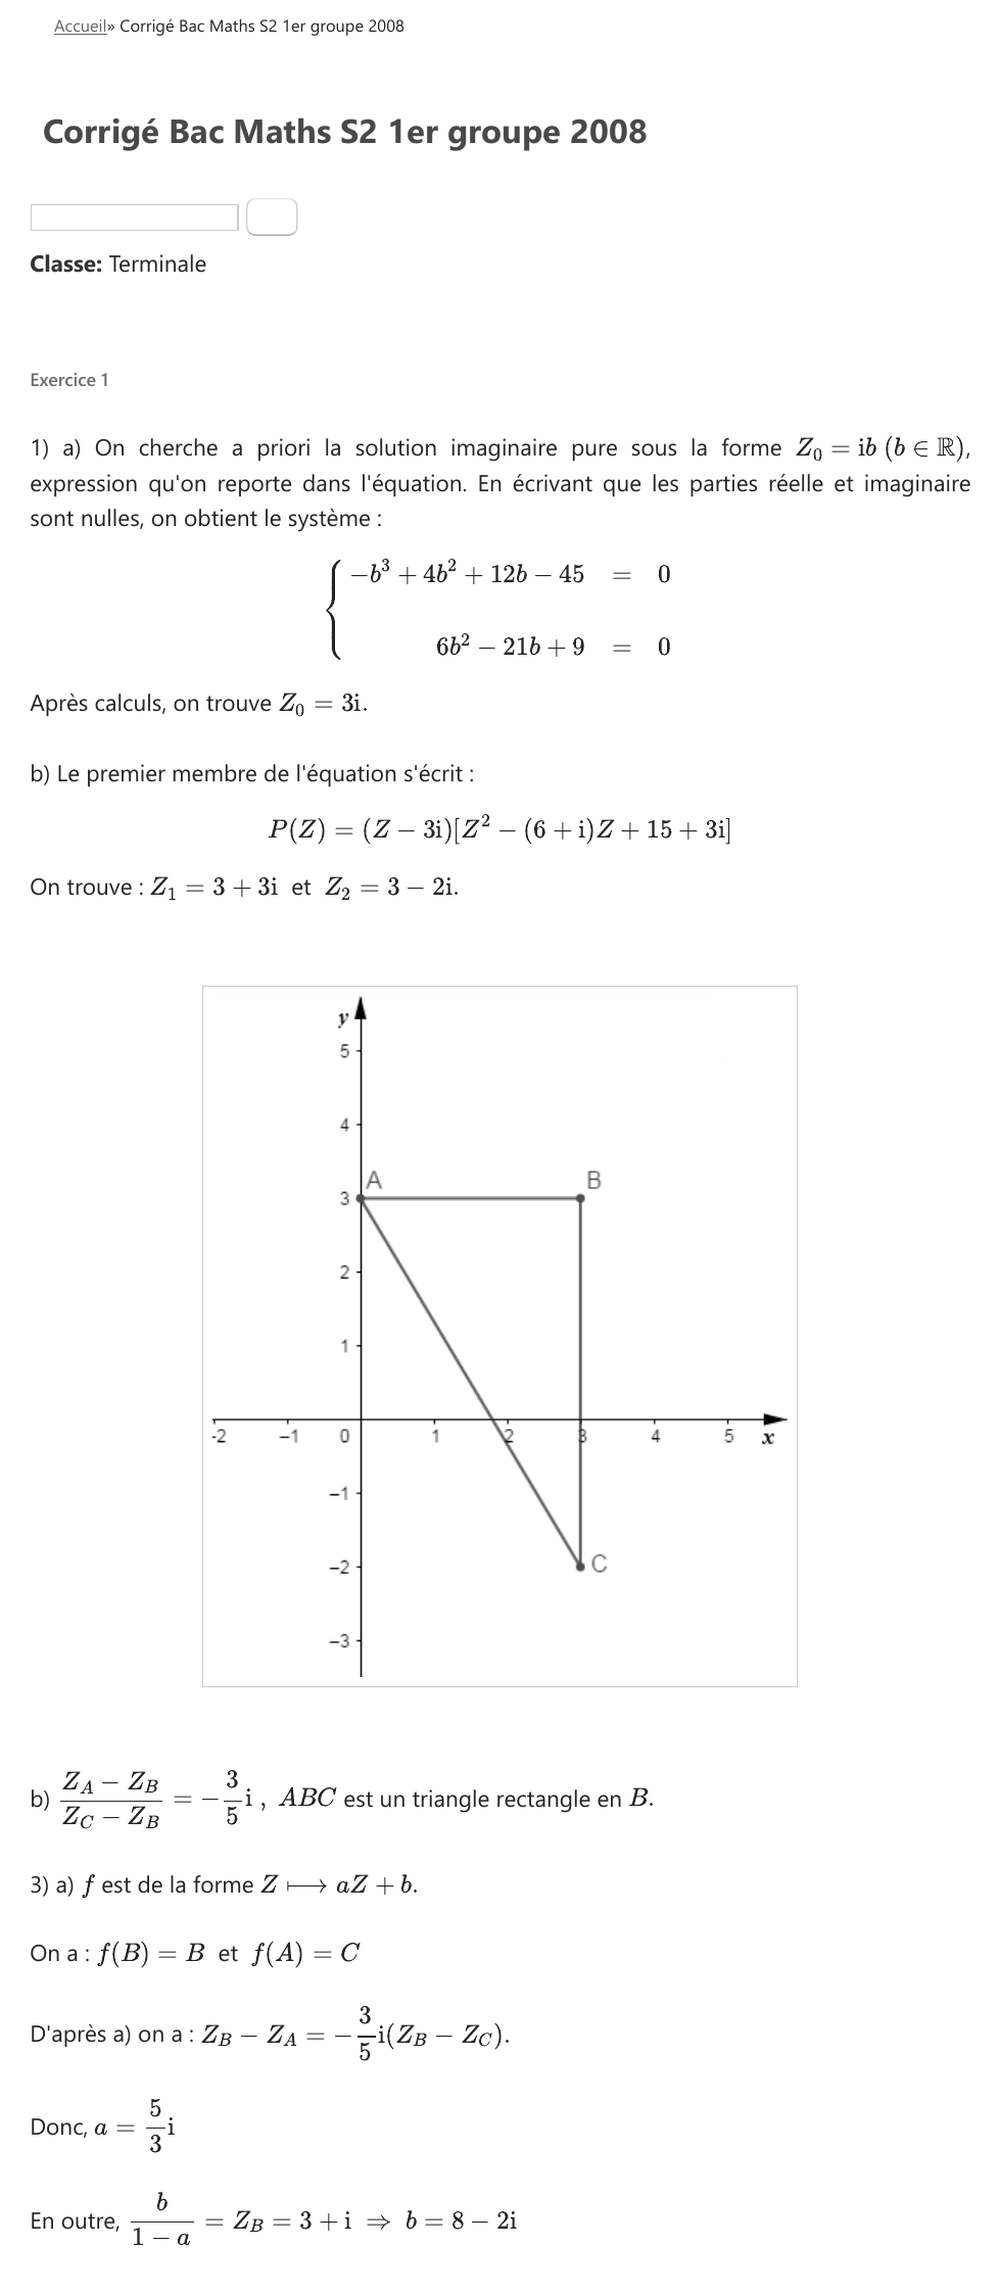 Accueil» Corrigé Bac Maths S2 1er groupe 2008
Corrigé Bac Maths S2 1er groupe 2008
Classe: Terminale
Exercice 1
1) a) On cherche a priori la solution imaginaire pure sous la forme Z₀ = ib (b ∈ ℝ),
expression qu'on reporte dans l'équation. En écrivant que les parties réelle et imaginaire
sont nulles, on obtient le système :
{ −b³ + 4b² + 12b − 45 = 0
6b² − 21b + 9 = 0
Après calculs, on trouve Z₀ = 3i.
b) Le premier membre de l'équation s'écrit :
P(Z) = (Z − 3i)[Z² − (6 + i)Z + 15 + 3i]
On trouve : Z₁ = 3 + 3i et Z₂ = 3 − 2i.
y
5
4
A B
3
2
1
-2 −1 0 1 2 3 4 5 x
−1
−2 C
−3
b) (Z_A − Z_B)/(Z_C − Z_B) = −3/5 i , ABC est un triangle rectangle en B.
3) a) f est de la forme Z ⟼ aZ + b.
On a : f(B) = B et f(A) = C
D'après a) on a : Z_B − Z_A = −3/5 i(Z_B − Z_C).
Donc, a = 5/3 i
En outre, b/(1 − a) = Z_B = 3 + i ⇒ b = 8 − 2i